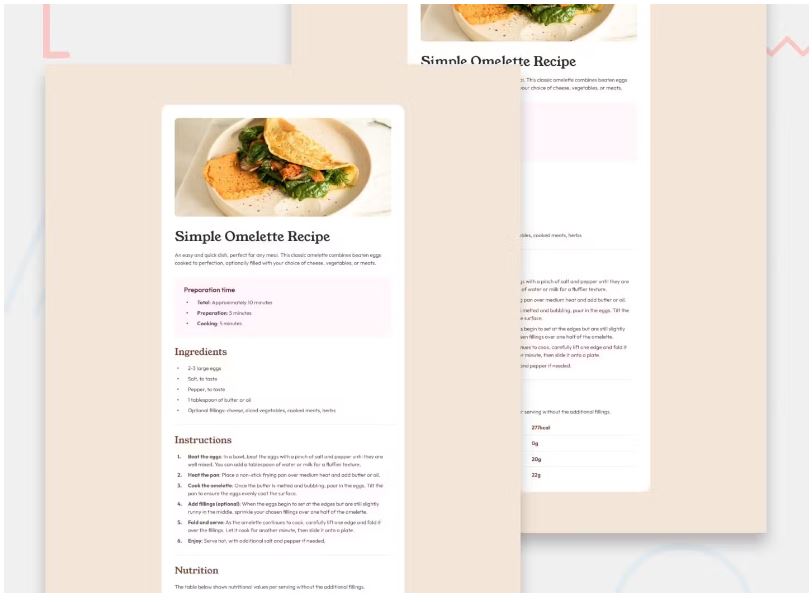 Simple Omelette Recipe
An easy and quick dish, perfect for any meal. This classic omelette combines beaten eggs
cooked to perfection, optionally filled with your choice of cheese, vegetables, or meats.
Preparation time
• Total: Approximately 10 minutes
• Preparation: 5 minutes
• Cooking: 5 minutes
Ingredients
• 2-3 large eggs
• Salt, to taste
• Pepper, to taste
• 1 tablespoon of butter or oil
• Optional fillings: cheese, diced vegetables, cooked meats, herbs
Instructions
1. Beat the eggs: In a bowl, beat the eggs with a pinch of salt and pepper until they are
well mixed. You can add a tablespoon of water or milk for a fluffier texture.
2. Heat the pan: Place a non-stick frying pan over medium heat and add butter or oil.
3. Cook the omelette: Once the butter is melted and bubbling, pour in the eggs. Tilt the
pan to ensure the eggs evenly coat the surface.
4. Add fillings (optional): When the eggs begin to set at the edges but are still slightly
runny in the middle, sprinkle your chosen fillings over one half of the omelette.
5. Fold and serve: As the omelette continues to cook, carefully lift one edge and fold it
over the fillings. Let it cook for another minute, then slide it onto a plate.
6. Enjoy: Serve hot, with additional salt and pepper if needed.
Nutrition
The table below shows nutritional values per serving without the additional fillings.
Simple Omelette Recipe
This classic omelette combines beaten eggs
your choice of cheese, vegetables, or meats.
cooked meats, herbs
with a pinch of salt and pepper until they are
of water or milk for a fluffier texture.
pan over medium heat and add butter or oil.
melted and bubbling, pour in the eggs. Tilt the
surface.
begin to set at the edges but are still slightly
fillings over one half of the omelette.
to cook, carefully lift one edge and fold it
minute, then slide it onto a plate.
and pepper if needed.
serving without the additional fillings.
277kcal
0g
20g
22g